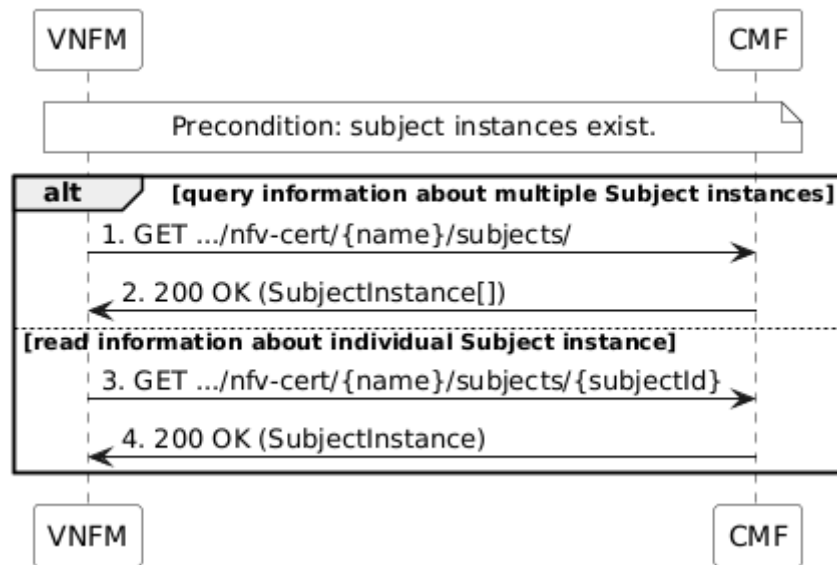 VNFM CMF
Precondition: subject instances exist.
alt [query information about multiple Subject instances]
1. GET .../nfv-cert/{name}/subjects/
2. 200 OK (SubjectInstance[])
[read information about individual Subject instance]
3. GET .../nfv-cert/{name}/subjects/{subjectId}
4. 200 OK (SubjectInstance)
VNFM CMF